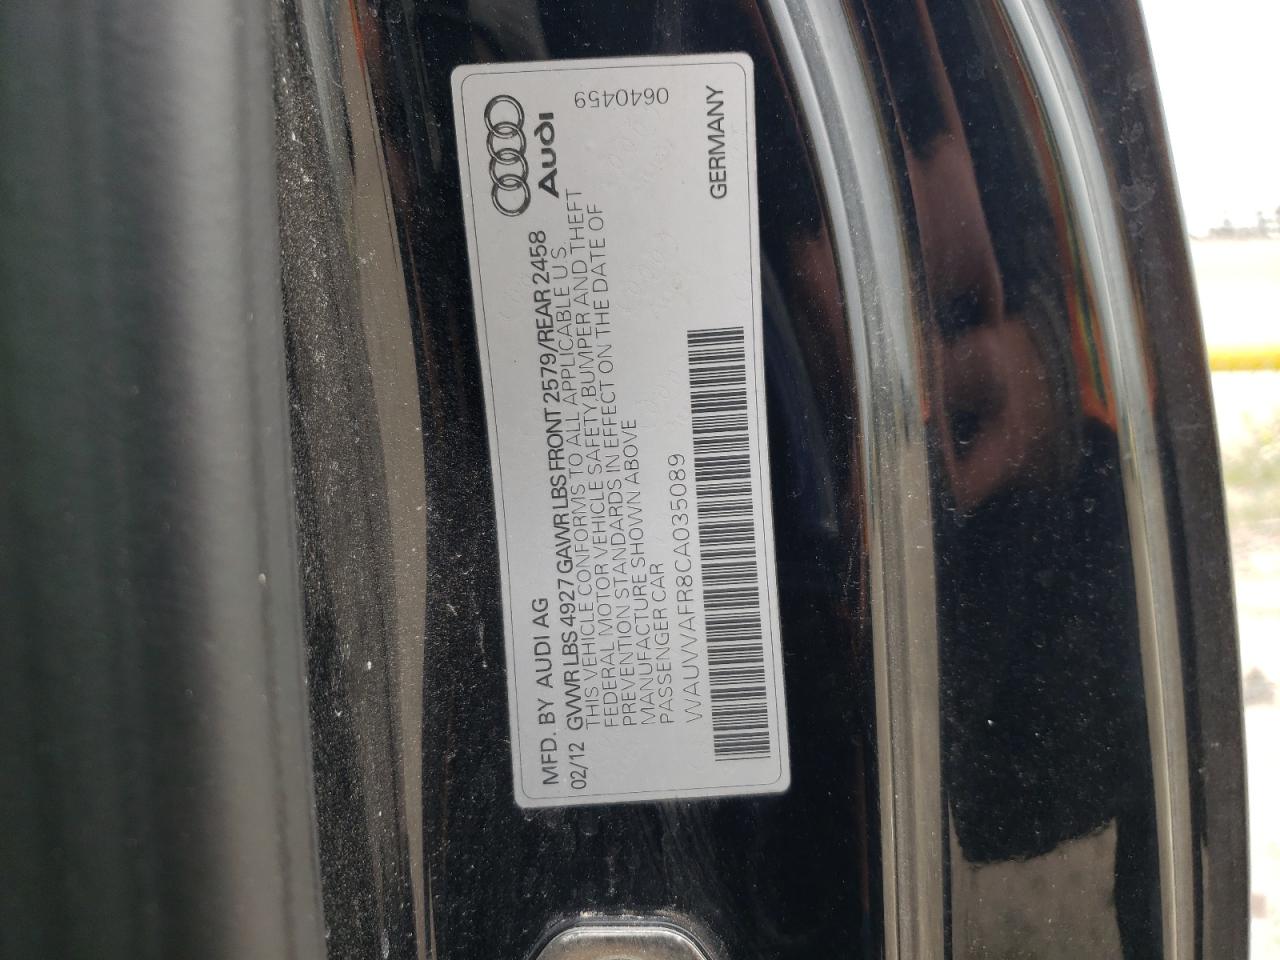 MFD. BY AUDI AG
02/12 GVWR LBS 4927 GAWR LBS FRONT 2579/REAR 2458
THIS VEHICLE CONFORMS TO ALL APPLICABLE U.S.
FEDERAL MOTOR VEHICLE SAFETY,BUMPER AND THEFT
PREVENTION STANDARDS IN EFFECT ON THE DATE OF
MANUFACTURE SHOWN ABOVE
PASSENGER CAR
WAUVVAFR8CA035089
Audi
0640459
GERMANY